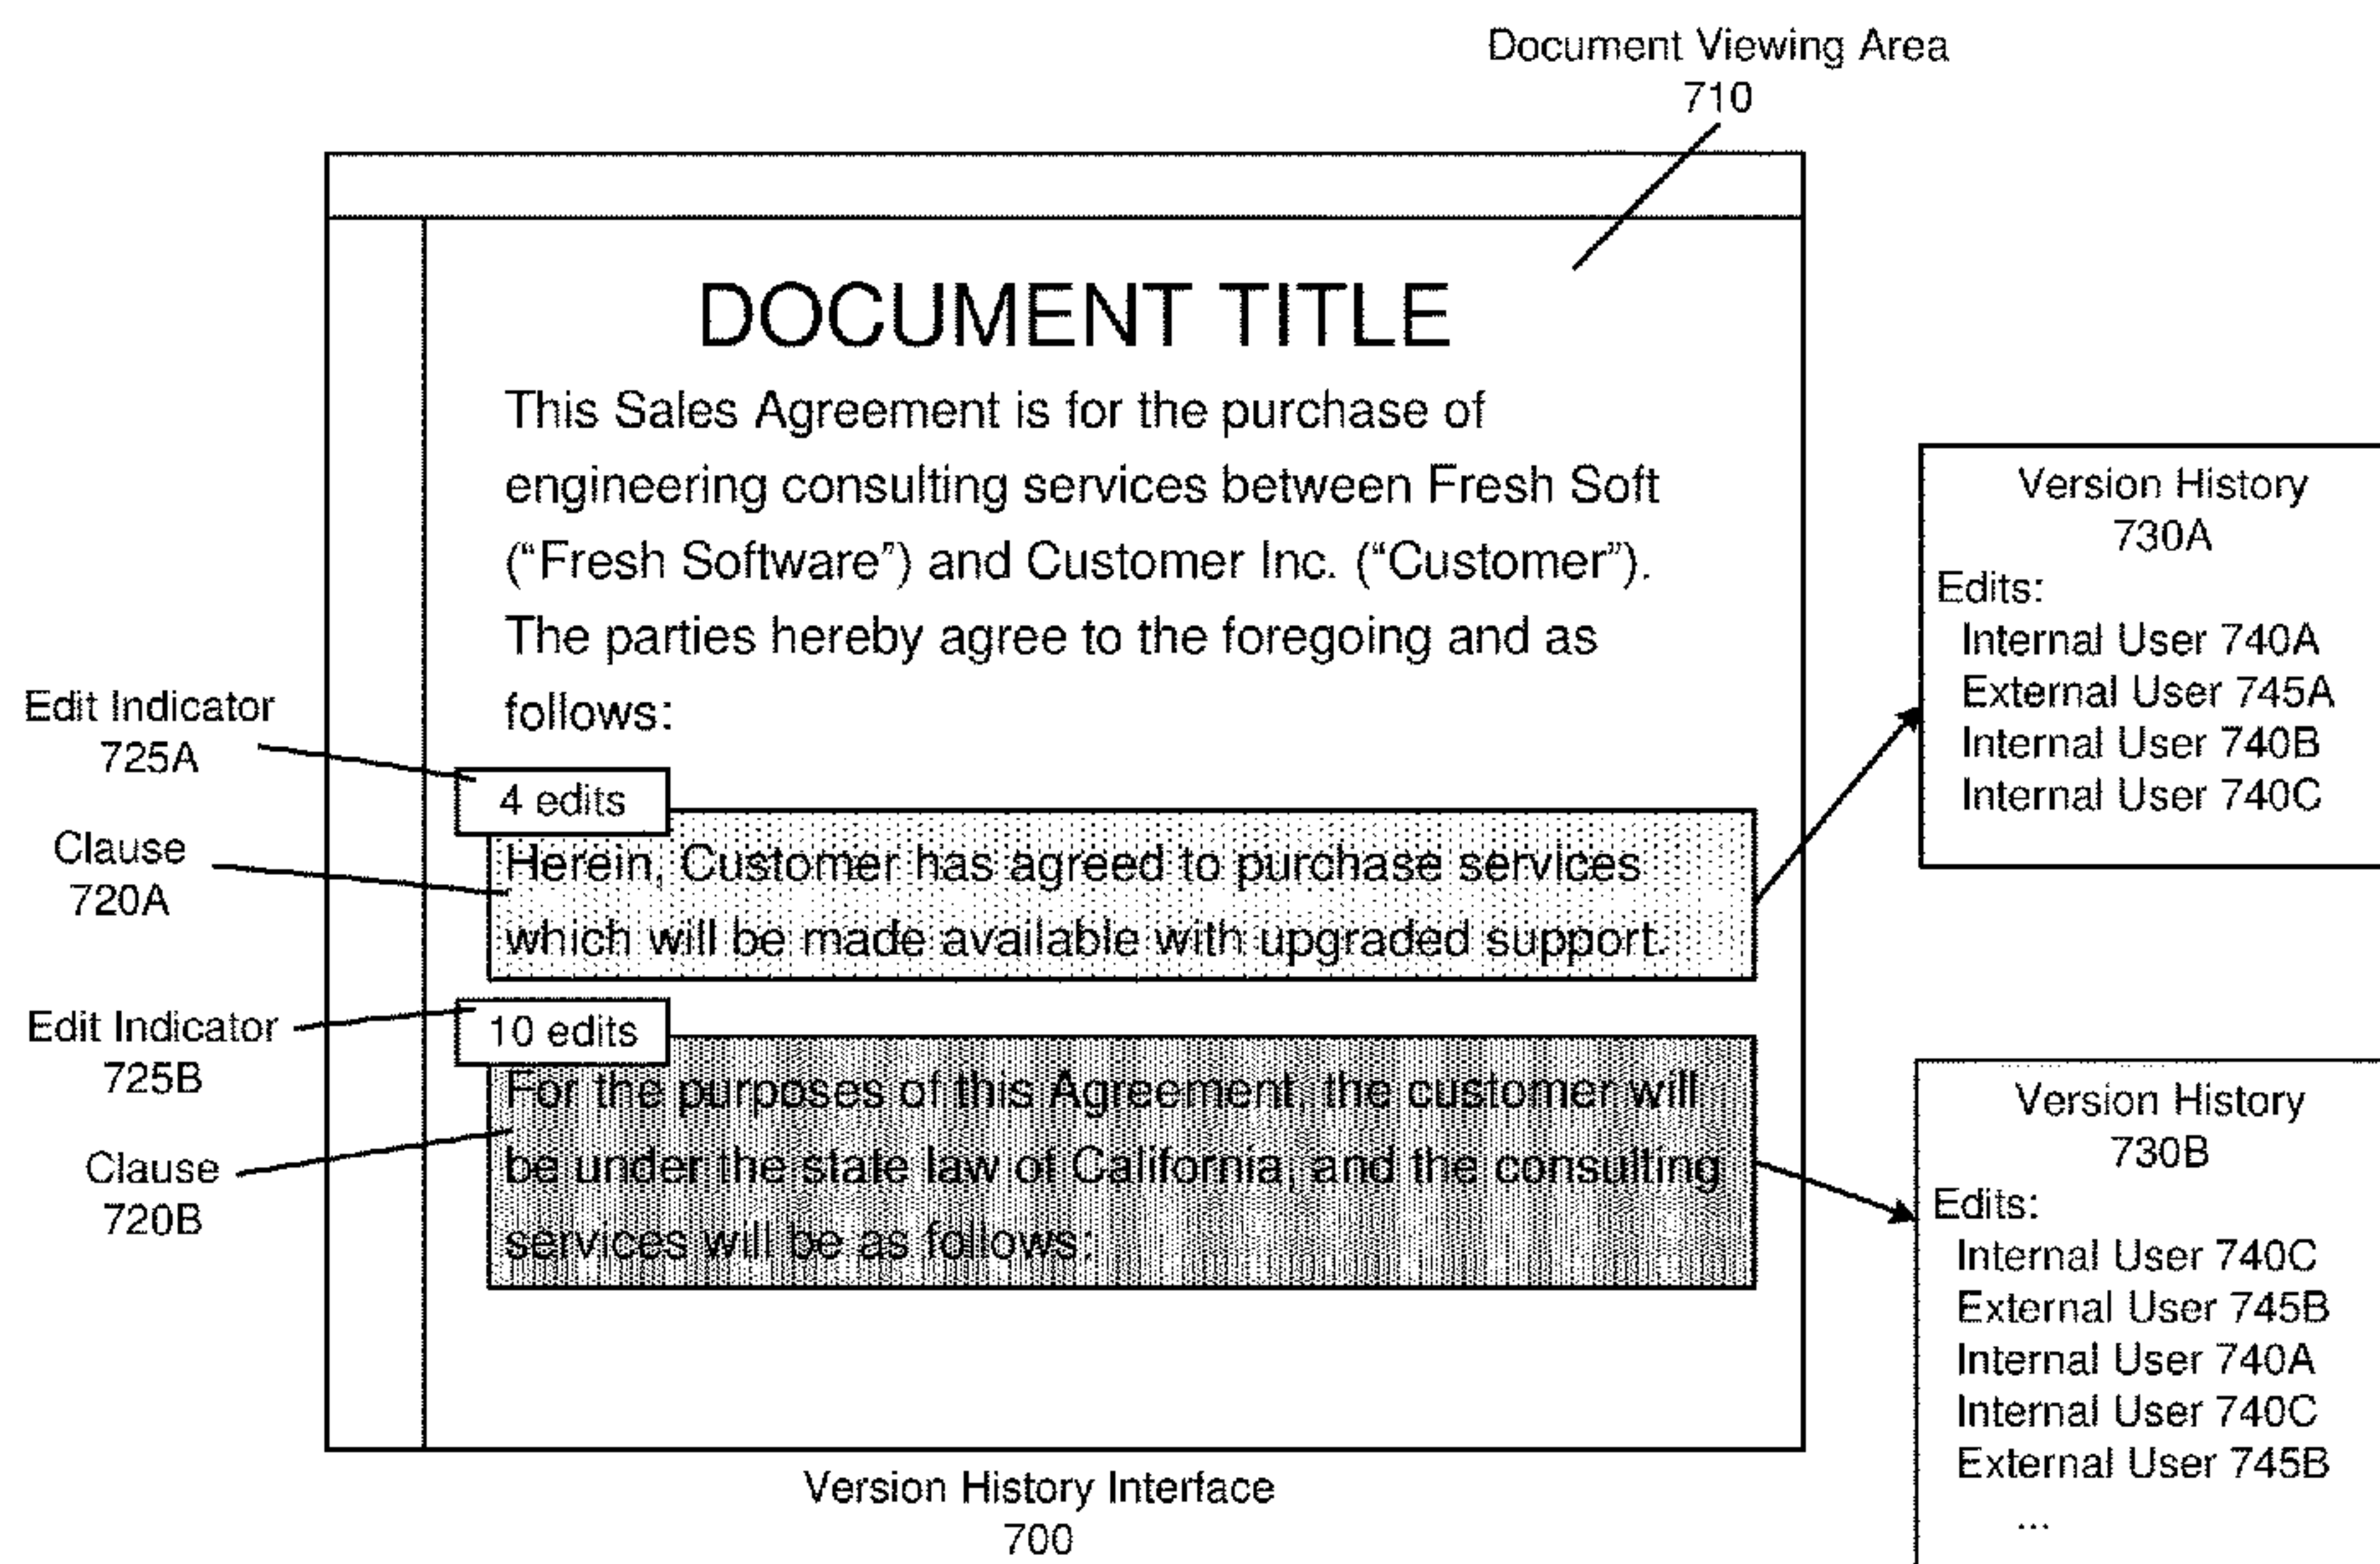 Document Viewing Area
710
DOCUMENT TITLE
This Sales Agreement is for the purchase of
engineering consulting services between Fresh Soft
(“Fresh Software”) and Customer Inc. (“Customer”).
The parties hereby agree to the foregoing and as
follows:
Edit Indicator
725A
4 edits
Clause
720A
Herein, Customer has agreed to purchase services
which will be made available with upgraded support.
Edit Indicator
725B
10 edits
Clause
720B
For the purposes of this Agreement, the customer will
be under the state law of California, and the consulting
services will be as follows:
Version History
730A
Edits:
Internal User 740A
External User 745A
Internal User 740B
Internal User 740C
Version History
730B
Edits:
Internal User 740C
External User 745B
Internal User 740A
Internal User 740C
External User 745B
...
Version History Interface
700